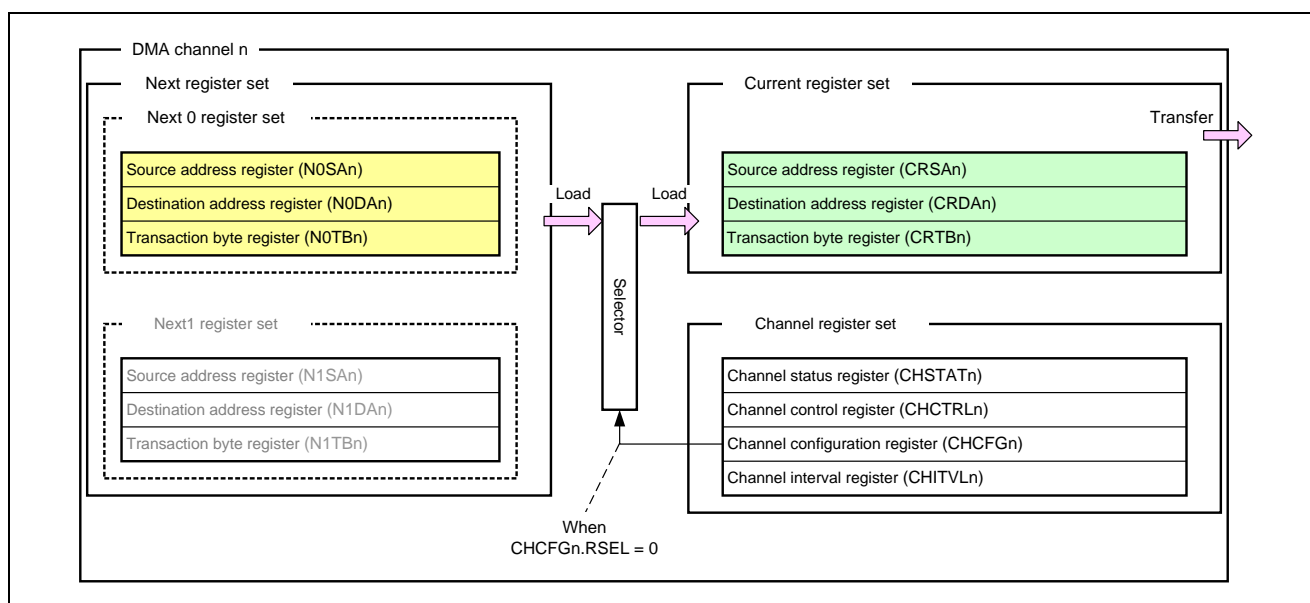 DMA channel n
Next register set
Next 0 register set
Source address register (N0SAn)
Destination address register (N0DAn)
Transaction byte register (N0TBn)
Next1 register set
Source address register (N1SAn)
Destination address register (N1DAn)
Transaction byte register (N1TBn)
Load
Selector
Load
When
CHCFGn.RSEL = 0
Current register set
Transfer
Source address register (CRSAn)
Destination address register (CRDAn)
Transaction byte register (CRTBn)
Channel register set
Channel status register (CHSTATn)
Channel control register (CHCTRLn)
Channel configuration register (CHCFGn)
Channel interval register (CHITVLn)